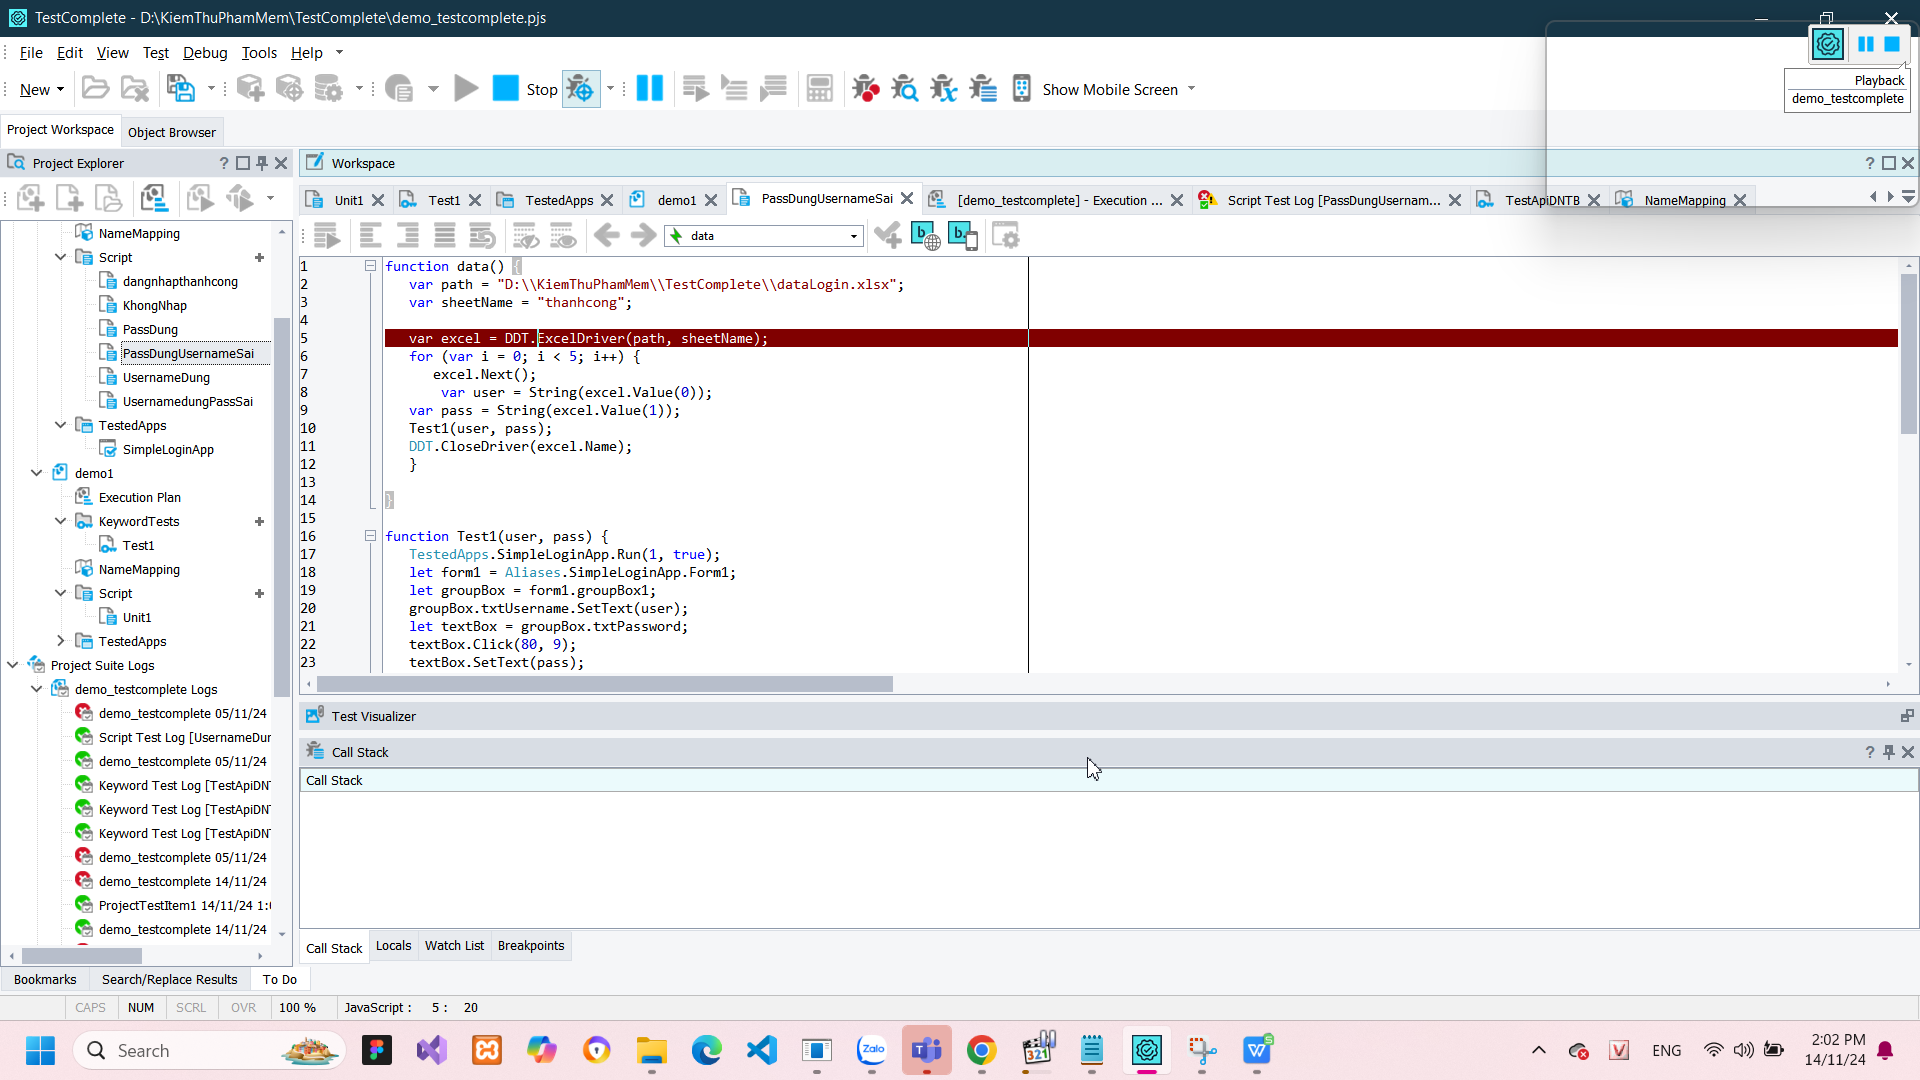 TestComplete - D:\KiemThuPhamMem\TestComplete\demo_testcomplete.pjs
File Edit View Test Debug Tools Help
New
Stop
Show Mobile Screen
Playback
demo_testcomplete
Project Workspace
Object Browser
Project Explorer
Workspace
Unit1
Test1
TestedApps
demo1
PassDungUsernameSai
[demo_testcomplete] - Execution ...
Script Test Log [PassDungUsernam...
TestApiDNTB
NameMapping
data
NameMapping
Script
dangnhapthanhcong
KhongNhap
PassDung
PassDungUsernameSai
UsernameDung
UsernamedungPassSai
TestedApps
SimpleLoginApp
demo1
Execution Plan
KeywordTests
Test1
NameMapping
Script
Unit1
TestedApps
Project Suite Logs
demo_testcomplete Logs
demo_testcomplete 05/11/24
Script Test Log [UsernameDur
demo_testcomplete 05/11/24
Keyword Test Log [TestApiDNT
Keyword Test Log [TestApiDNT
Keyword Test Log [TestApiDNT
demo_testcomplete 05/11/24
demo_testcomplete 14/11/24
ProjectTestItem1 14/11/24 1:0
demo_testcomplete 14/11/24
1 function data() {
2 var path = "D:\\KiemThuPhamMem\\TestComplete\\dataLogin.xlsx";
3 var sheetName = "thanhcong";
4
5 var excel = DDT.ExcelDriver(path, sheetName);
6 for (var i = 0; i < 5; i++) {
7 excel.Next();
8 var user = String(excel.Value(0));
9 var pass = String(excel.Value(1));
10 Test1(user, pass);
11 DDT.CloseDriver(excel.Name);
12 }
13
14 }
15
16 function Test1(user, pass) {
17 TestedApps.SimpleLoginApp.Run(1, true);
18 let form1 = Aliases.SimpleLoginApp.Form1;
19 let groupBox = form1.groupBox1;
20 groupBox.txtUsername.SetText(user);
21 let textBox = groupBox.txtPassword;
22 textBox.Click(80, 9);
23 textBox.SetText(pass);
Test Visualizer
Call Stack
Call Stack
Call Stack Locals Watch List Breakpoints
Bookmarks Search/Replace Results To Do
CAPS NUM SCRL OVR 100 % JavaScript : 5 : 20
Search
Zalo
321
ENG
2:02 PM
14/11/24